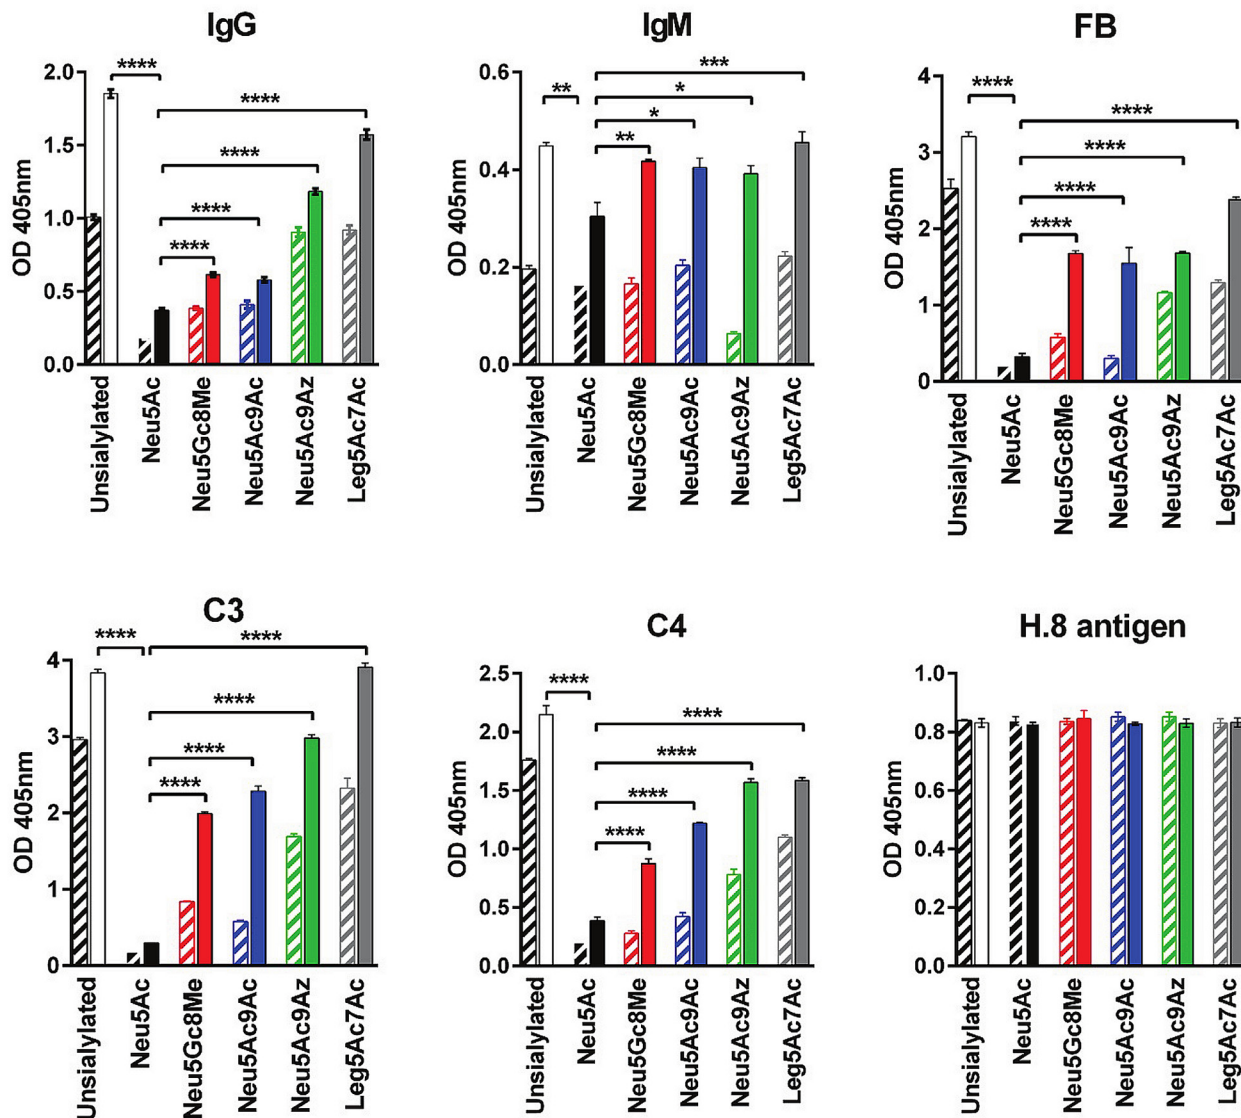 IgG
****
****
****
****
****
2.0
1.5
1.0
0.5
0.0
OD 405nm
Unsialylated
Neu5Ac
Neu5Gc8Me
Neu5Ac9Ac
Neu5Ac9Az
Leg5Ac7Ac
IgM
***
**
*
*
**
0.6
0.4
0.2
0.0
OD 405nm
Unsialylated
Neu5Ac
Neu5Gc8Me
Neu5Ac9Ac
Neu5Ac9Az
Leg5Ac7Ac
FB
****
****
****
****
****
4
3
2
1
0
OD 405nm
Unsialylated
Neu5Ac
Neu5Gc8Me
Neu5Ac9Ac
Neu5Ac9Az
Leg5Ac7Ac
C3
****
****
****
****
****
4
3
2
1
0
OD 405nm
Unsialylated
Neu5Ac
Neu5Gc8Me
Neu5Ac9Ac
Neu5Ac9Az
Leg5Ac7Ac
C4
****
****
****
****
****
2.5
2.0
1.5
1.0
0.5
0.0
OD 405nm
Unsialylated
Neu5Ac
Neu5Gc8Me
Neu5Ac9Ac
Neu5Ac9Az
Leg5Ac7Ac
H.8 antigen
1.0
0.8
0.6
0.4
0.2
0.0
OD 405nm
Unsialylated
Neu5Ac
Neu5Gc8Me
Neu5Ac9Ac
Neu5Ac9Az
Leg5Ac7Ac